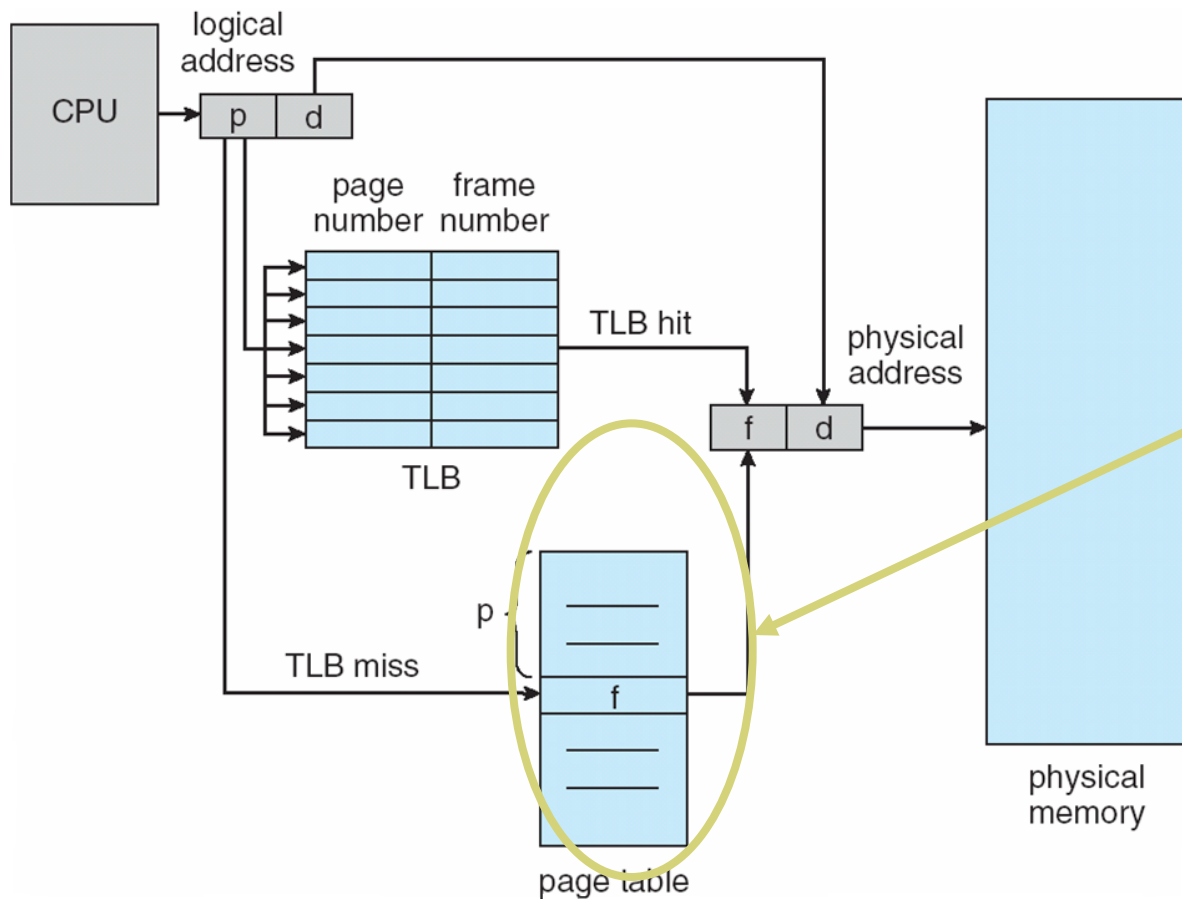 logical
address
CPU
p
d
page
number
frame
number
TLB hit
physical
address
f
d
TLB
p
TLB miss
f
physical
memory
page table